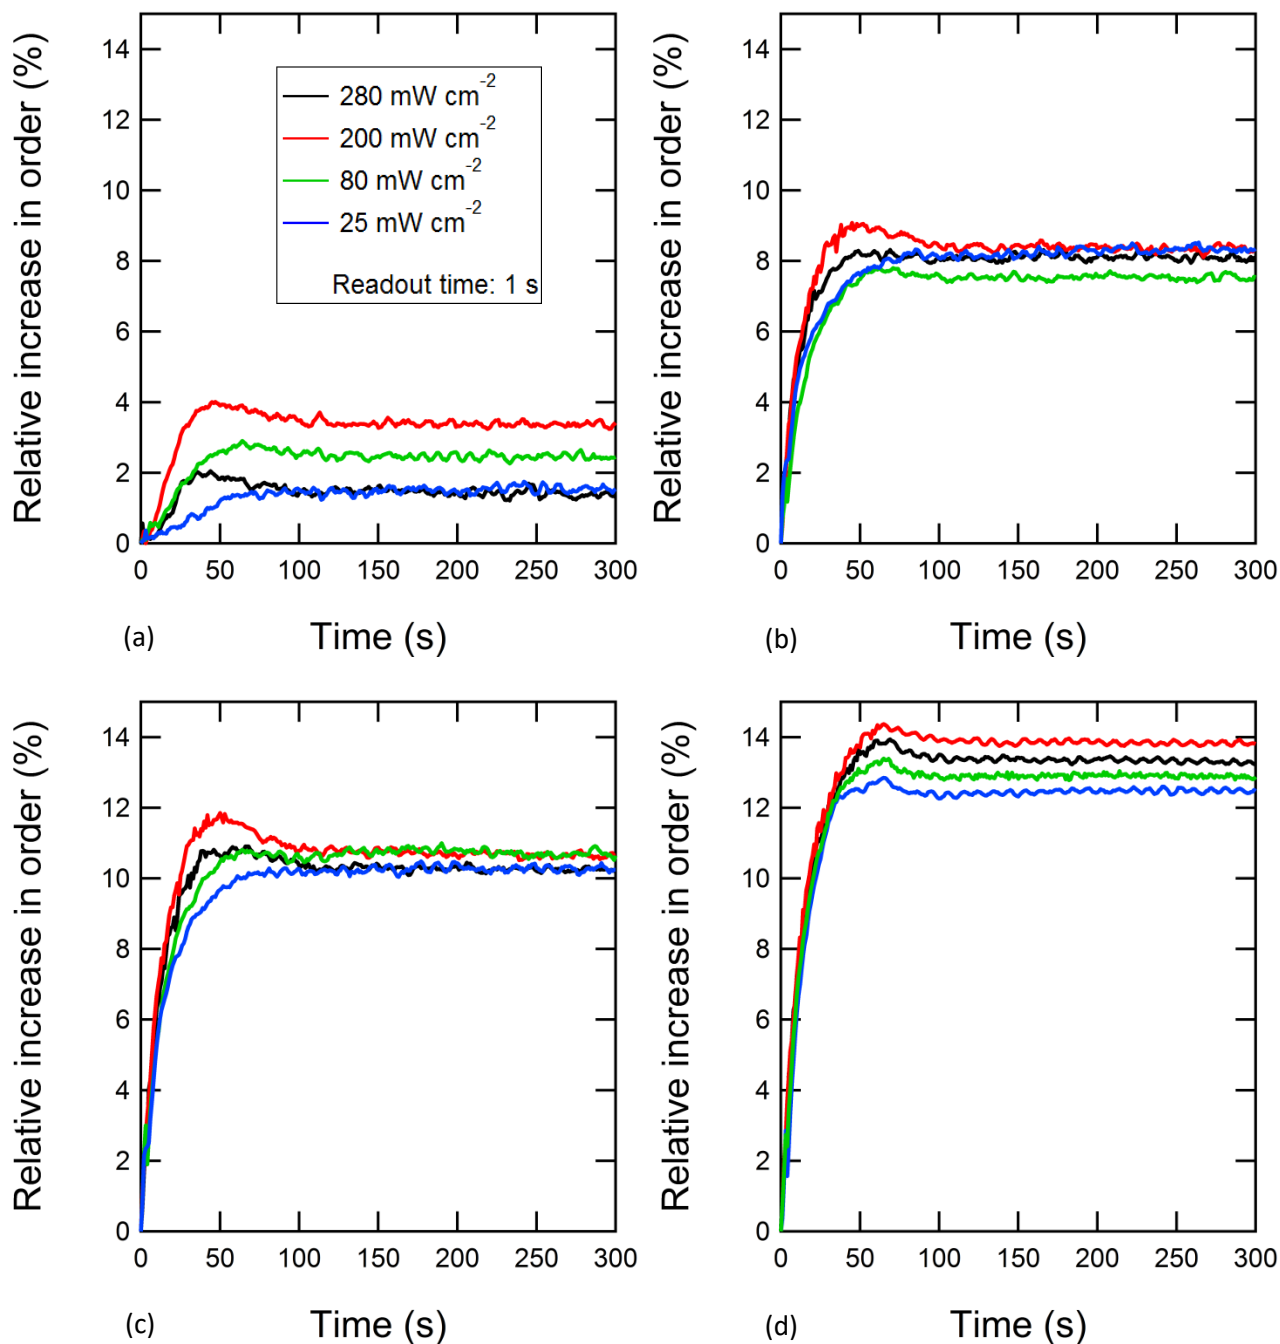 Relative increase in order (%)
14
12
10
8
6
4
2
0
280 mW cm⁻²
200 mW cm⁻²
80 mW cm⁻²
25 mW cm⁻²
Readout time: 1 s
0 50 100 150 200 250 300
(a) Time (s)
Relative increase in order (%)
14
12
10
8
6
4
2
0
0 50 100 150 200 250 300
(b) Time (s)
Relative increase in order (%)
14
12
10
8
6
4
2
0
0 50 100 150 200 250 300
(c) Time (s)
Relative increase in order (%)
14
12
10
8
6
4
2
0
0 50 100 150 200 250 300
(d) Time (s)